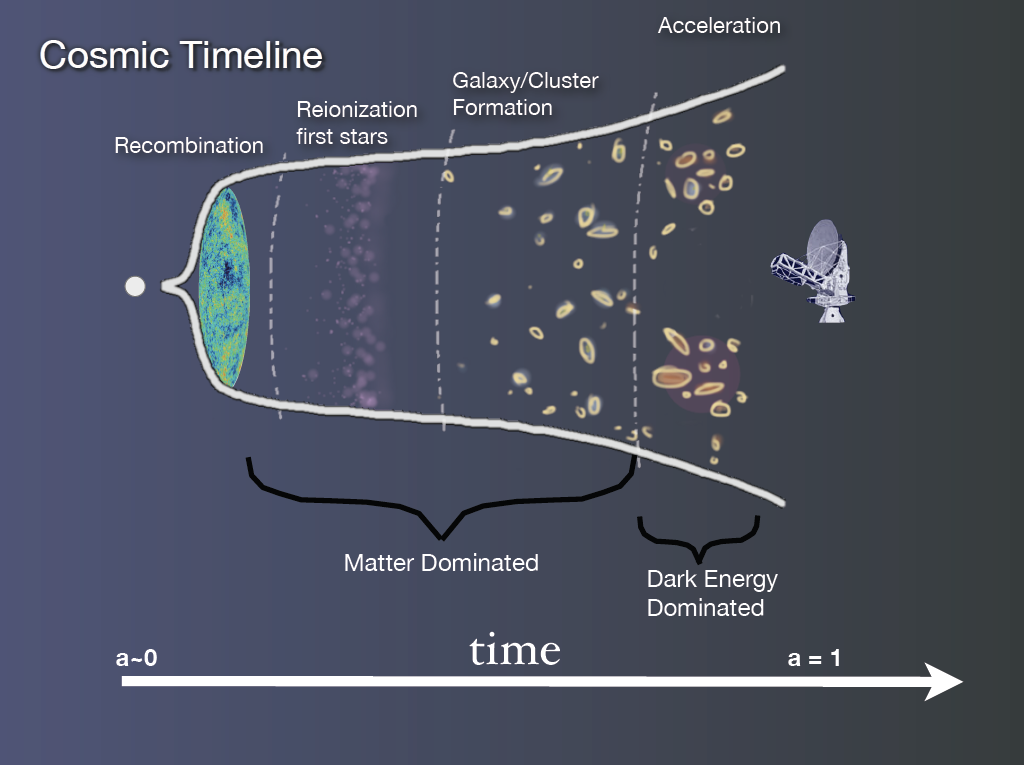 Cosmic Timeline
Acceleration
Galaxy/Cluster
Formation
Reionization
first stars
Recombination
Matter Dominated
Dark Energy
Dominated
a~0
time
a = 1